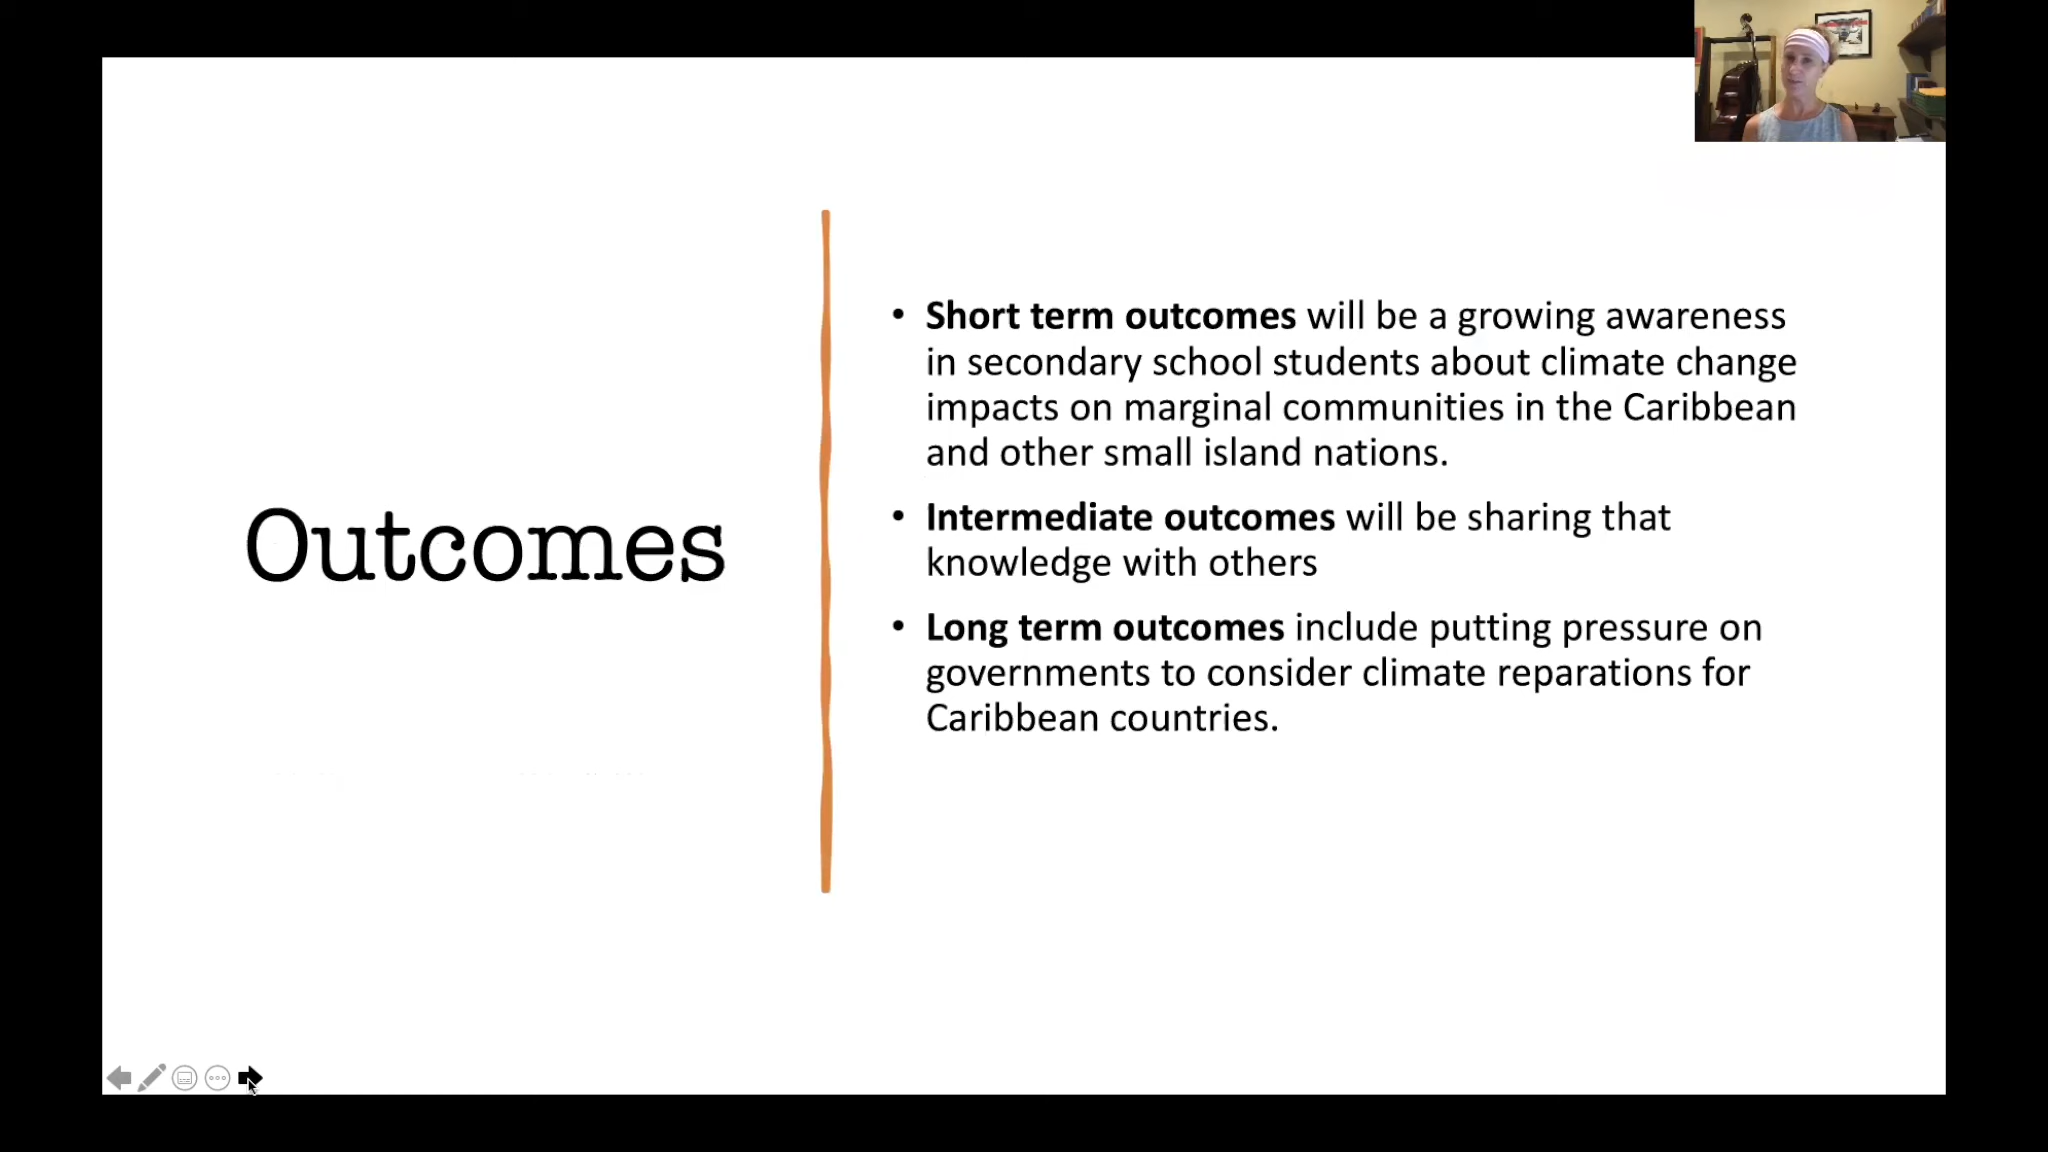 Outcomes
• Short term outcomes will be a growing awareness
in secondary school students about climate change
impacts on marginal communities in the Caribbean
and other small island nations.
• Intermediate outcomes will be sharing that
knowledge with others
• Long term outcomes include putting pressure on
governments to consider climate reparations for
Caribbean countries.